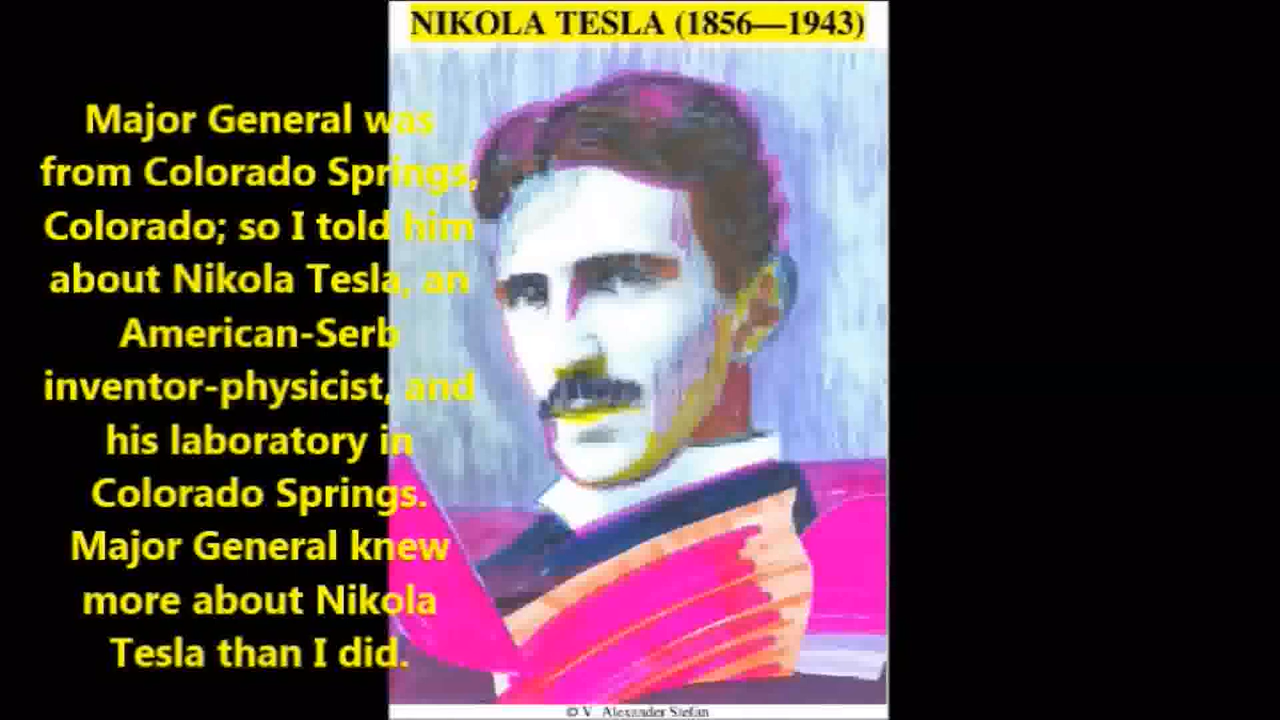 NIKOLA TESLA (1856—1943)
Major General was
from Colorado Springs,
Colorado; so I told him
about Nikola Tesla, an
American-Serb
inventor-physicist, and
his laboratory in
Colorado Springs.
Major General knew
more about Nikola
Tesla than I did.
© V. Alexander Stefan